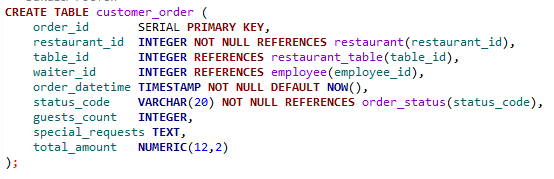 CREATE TABLE customer_order (
    order_id       SERIAL PRIMARY KEY,
    restaurant_id  INTEGER NOT NULL REFERENCES restaurant(restaurant_id),
    table_id       INTEGER REFERENCES restaurant_table(table_id),
    waiter_id      INTEGER REFERENCES employee(employee_id),
    order_datetime TIMESTAMP NOT NULL DEFAULT NOW(),
    status_code    VARCHAR(20) NOT NULL REFERENCES order_status(status_code),
    guests_count   INTEGER,
    special_requests TEXT,
    total_amount   NUMERIC(12,2)
);